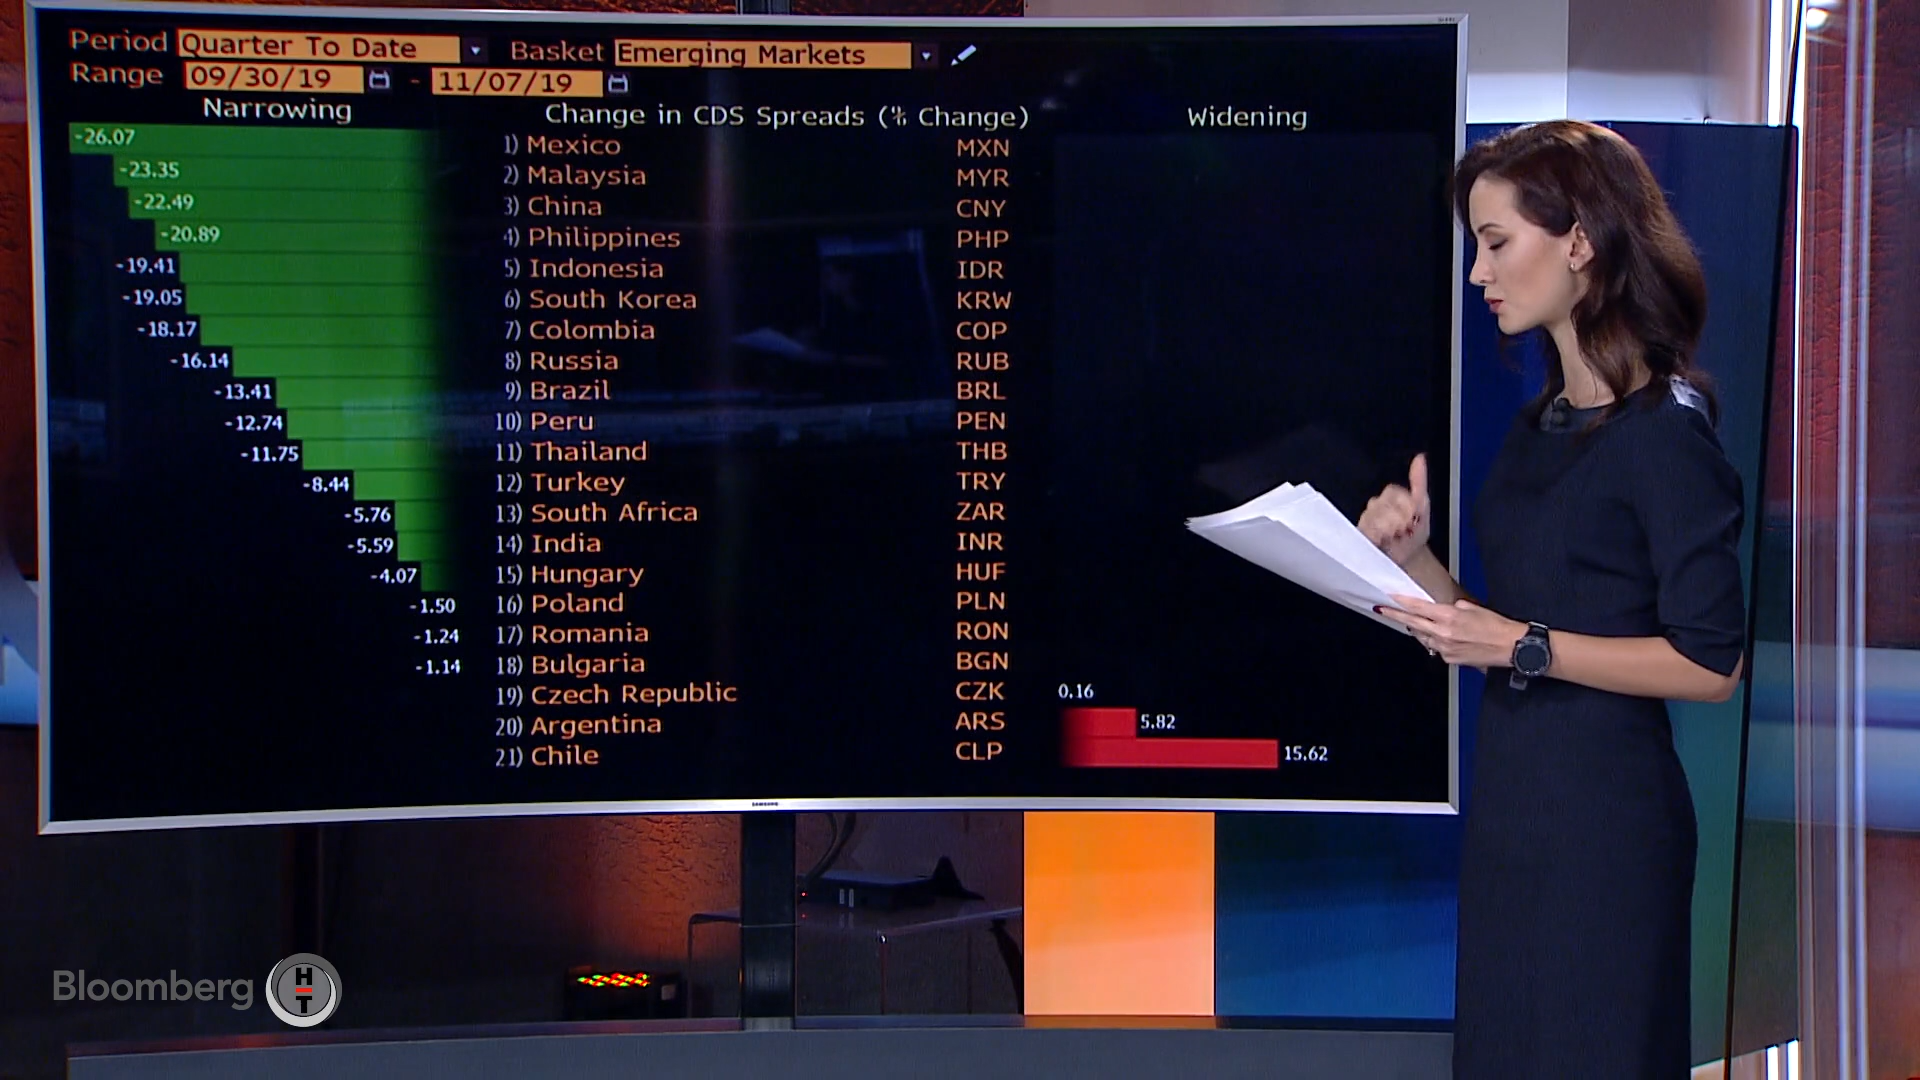 Period Quarter To Date Basket Emerging Markets
Range 09/30/19 - 11/07/19
Narrowing Change in CDS Spreads (% Change) Widening
-26.07 1) Mexico MXN
-23.35 2) Malaysia MYR
-22.49 3) China CNY
-20.89 4) Philippines PHP
-19.41 5) Indonesia IDR
-19.05 6) South Korea KRW
-18.17 7) Colombia COP
-16.14 8) Russia RUB
-13.41 9) Brazil BRL
-12.74 10) Peru PEN
-11.75 11) Thailand THB
-8.44 12) Turkey TRY
-5.76 13) South Africa ZAR
-5.59 14) India INR
-4.07 15) Hungary HUF
-1.50 16) Poland PLN
-1.24 17) Romania RON
-1.14 18) Bulgaria BGN
19) Czech Republic CZK 0.16
20) Argentina ARS 5.82
21) Chile CLP 15.62
SAMSUNG
Bloomberg HT